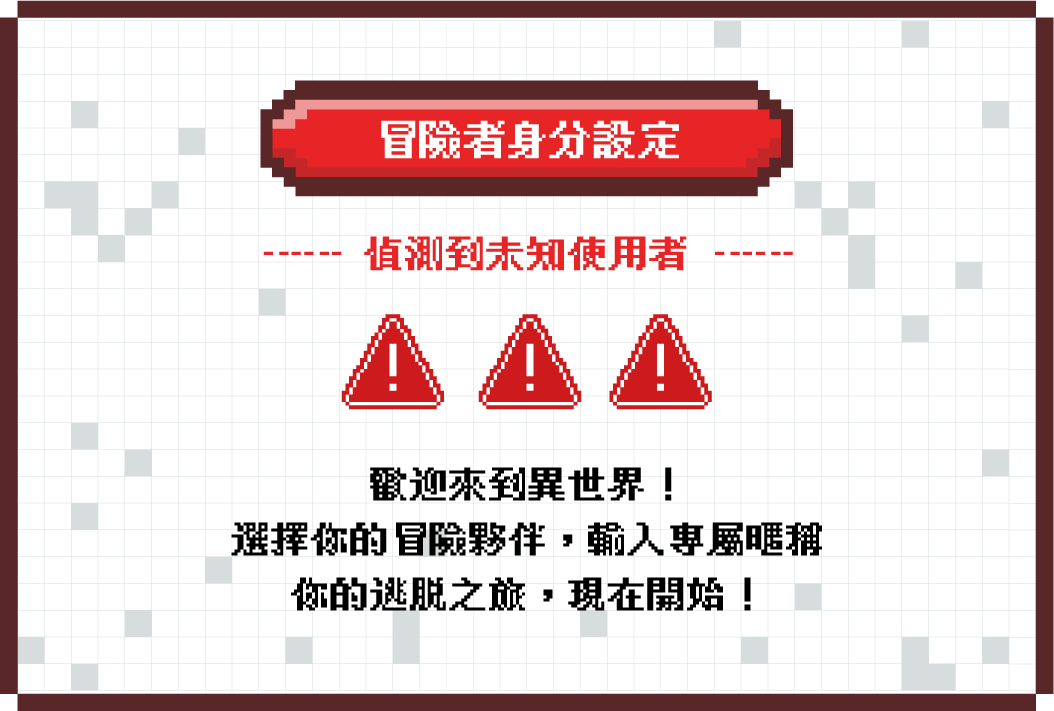 冒險者身分設定
------ 偵測到未知使用者 ------
歡迎來到異世界！
選擇你的冒險夥伴，輸入專屬暱稱
你的逃脫之旅，現在開始！